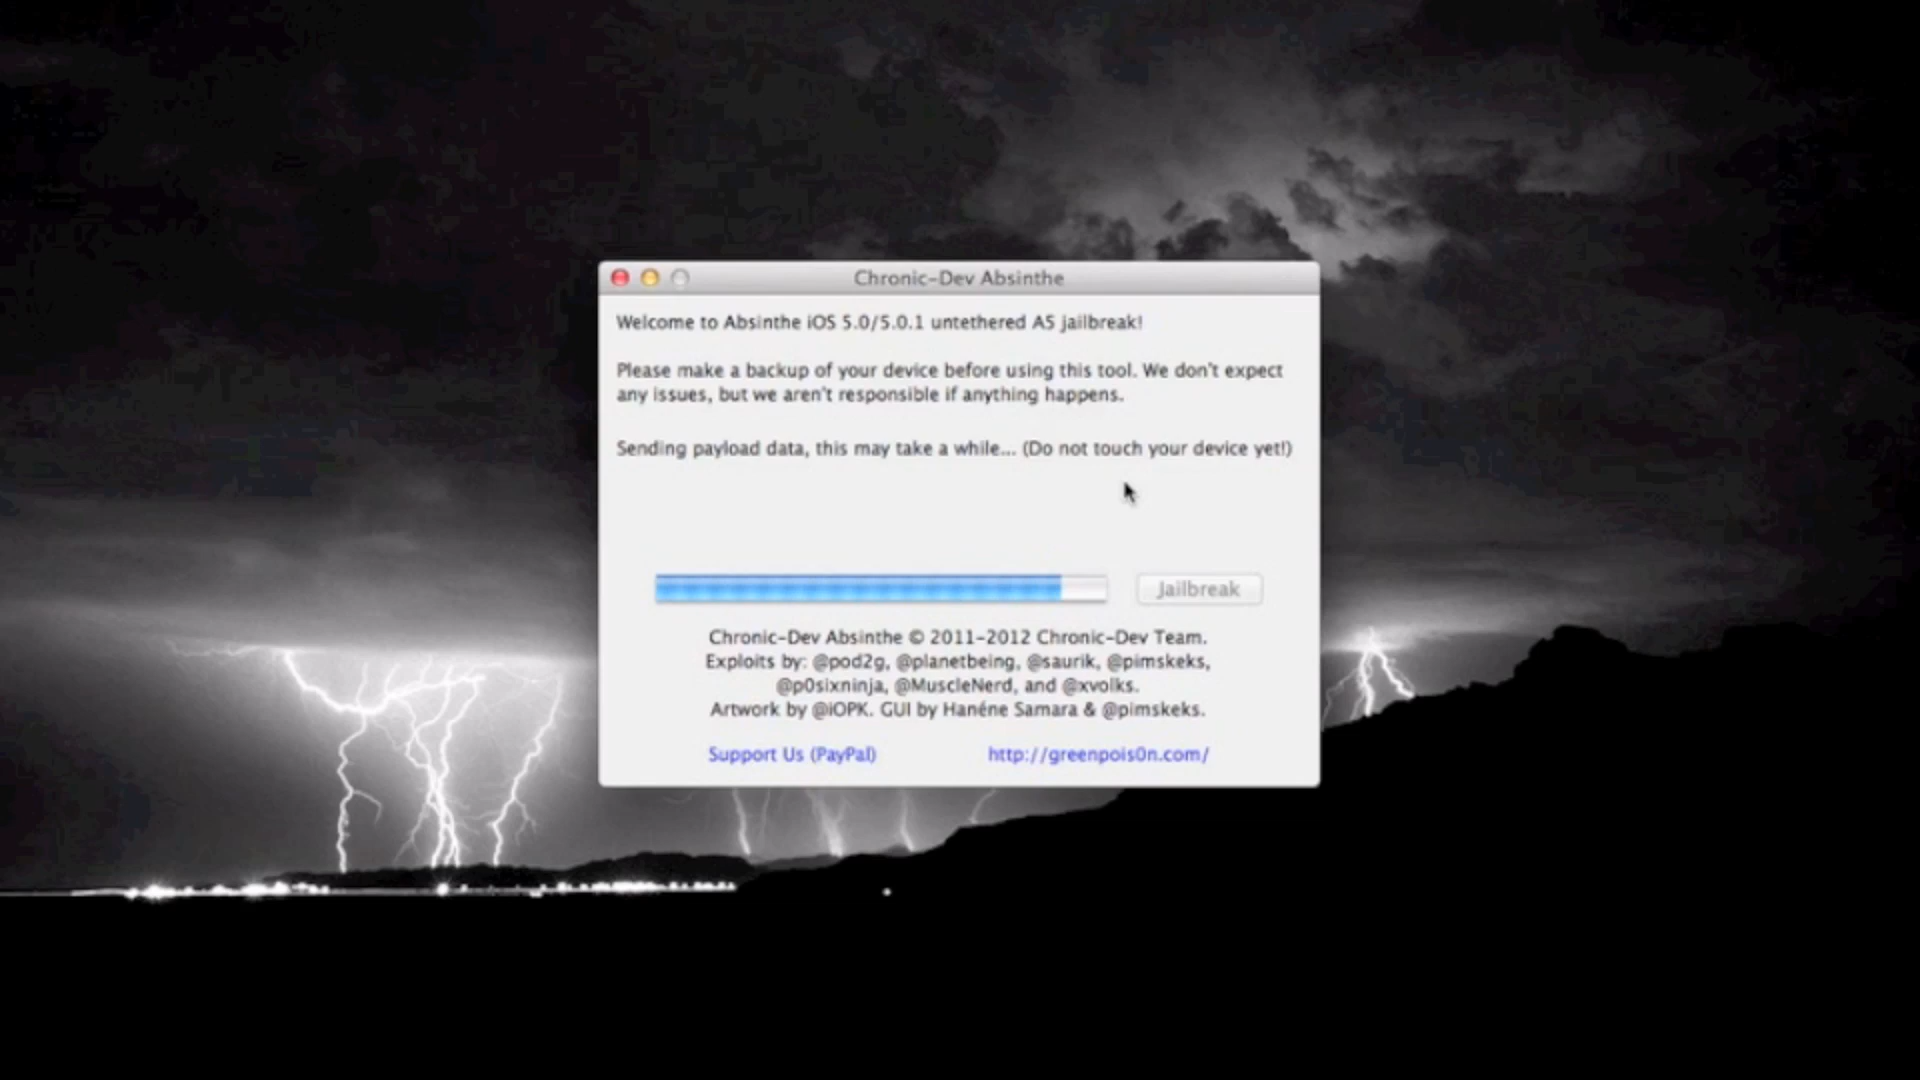 Chronic-Dev Absinthe
Welcome to Absinthe iOS 5.0/5.0.1 untethered A5 jailbreak!
Please make a backup of your device before using this tool. We don't expect
any issues, but we aren't responsible if anything happens.
Sending payload data, this may take a while... (Do not touch your device yet!)
Jailbreak
Chronic-Dev Absinthe © 2011-2012 Chronic-Dev Team.
Exploits by: @pod2g, @planetbeing, @saurik, @pimskeks,
@p0sixninja, @MuscleNerd, and @xvolks.
Artwork by @iOPK. GUI by Hanéne Samara & @pimskeks.
Support Us (PayPal) http://greenpois0n.com/